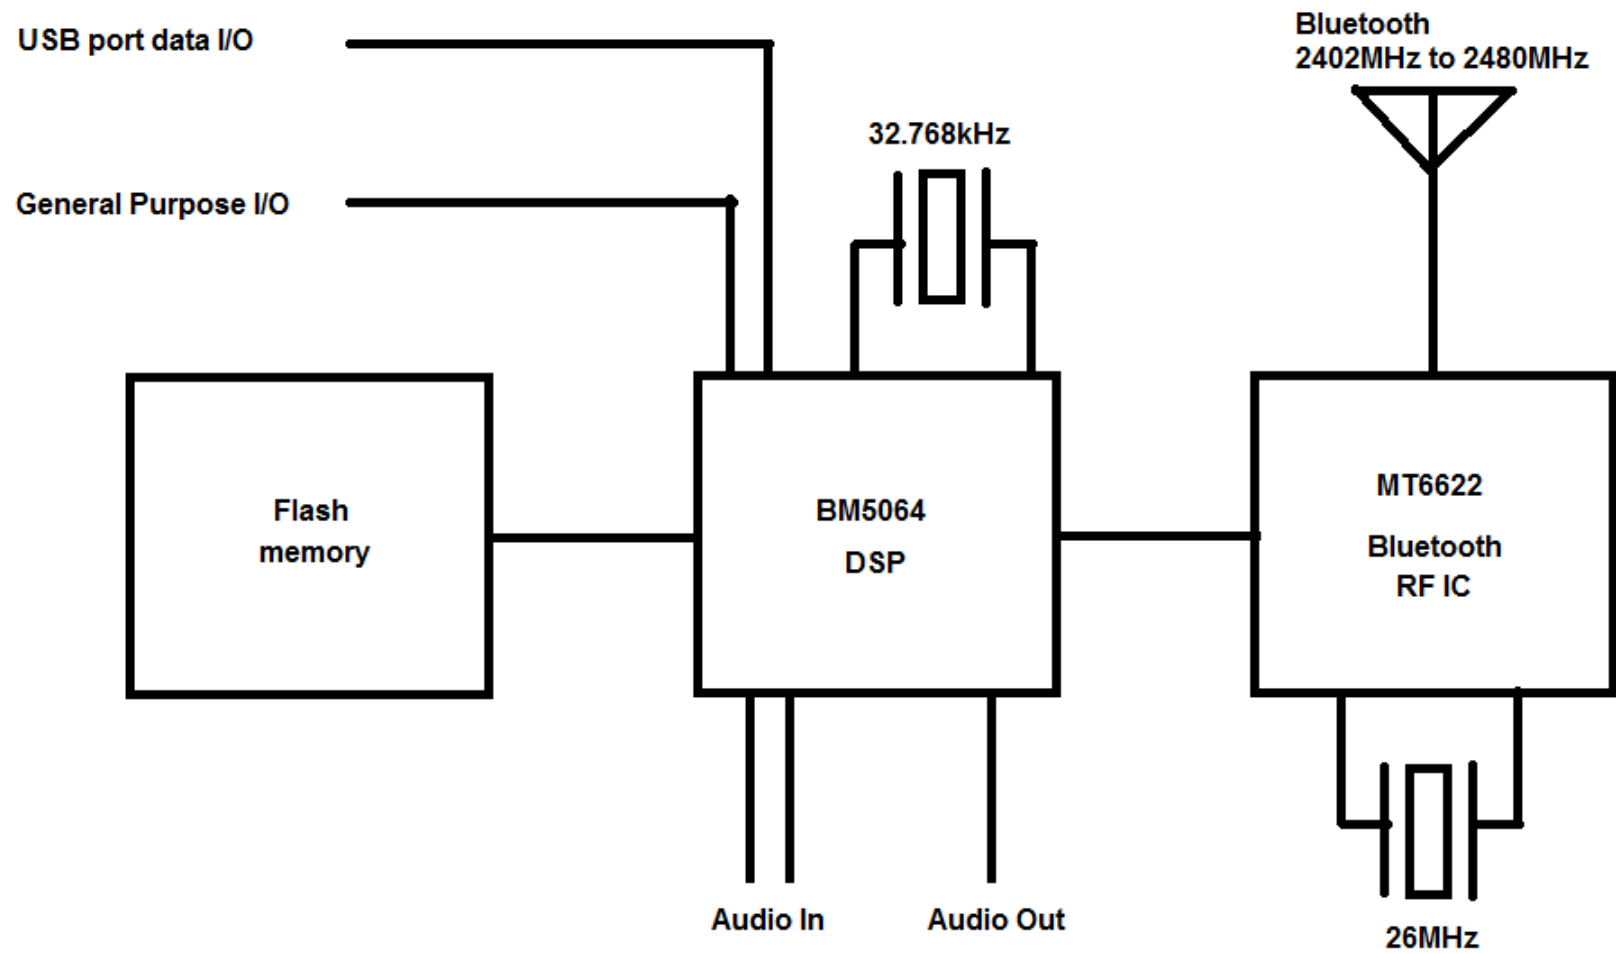 USB port data I/O
Bluetooth
2402MHz to 2480MHz
32.768kHz
General Purpose I/O
Flash
memory
BM5064
DSP
MT6622
Bluetooth
RF IC
Audio In
Audio Out
26MHz